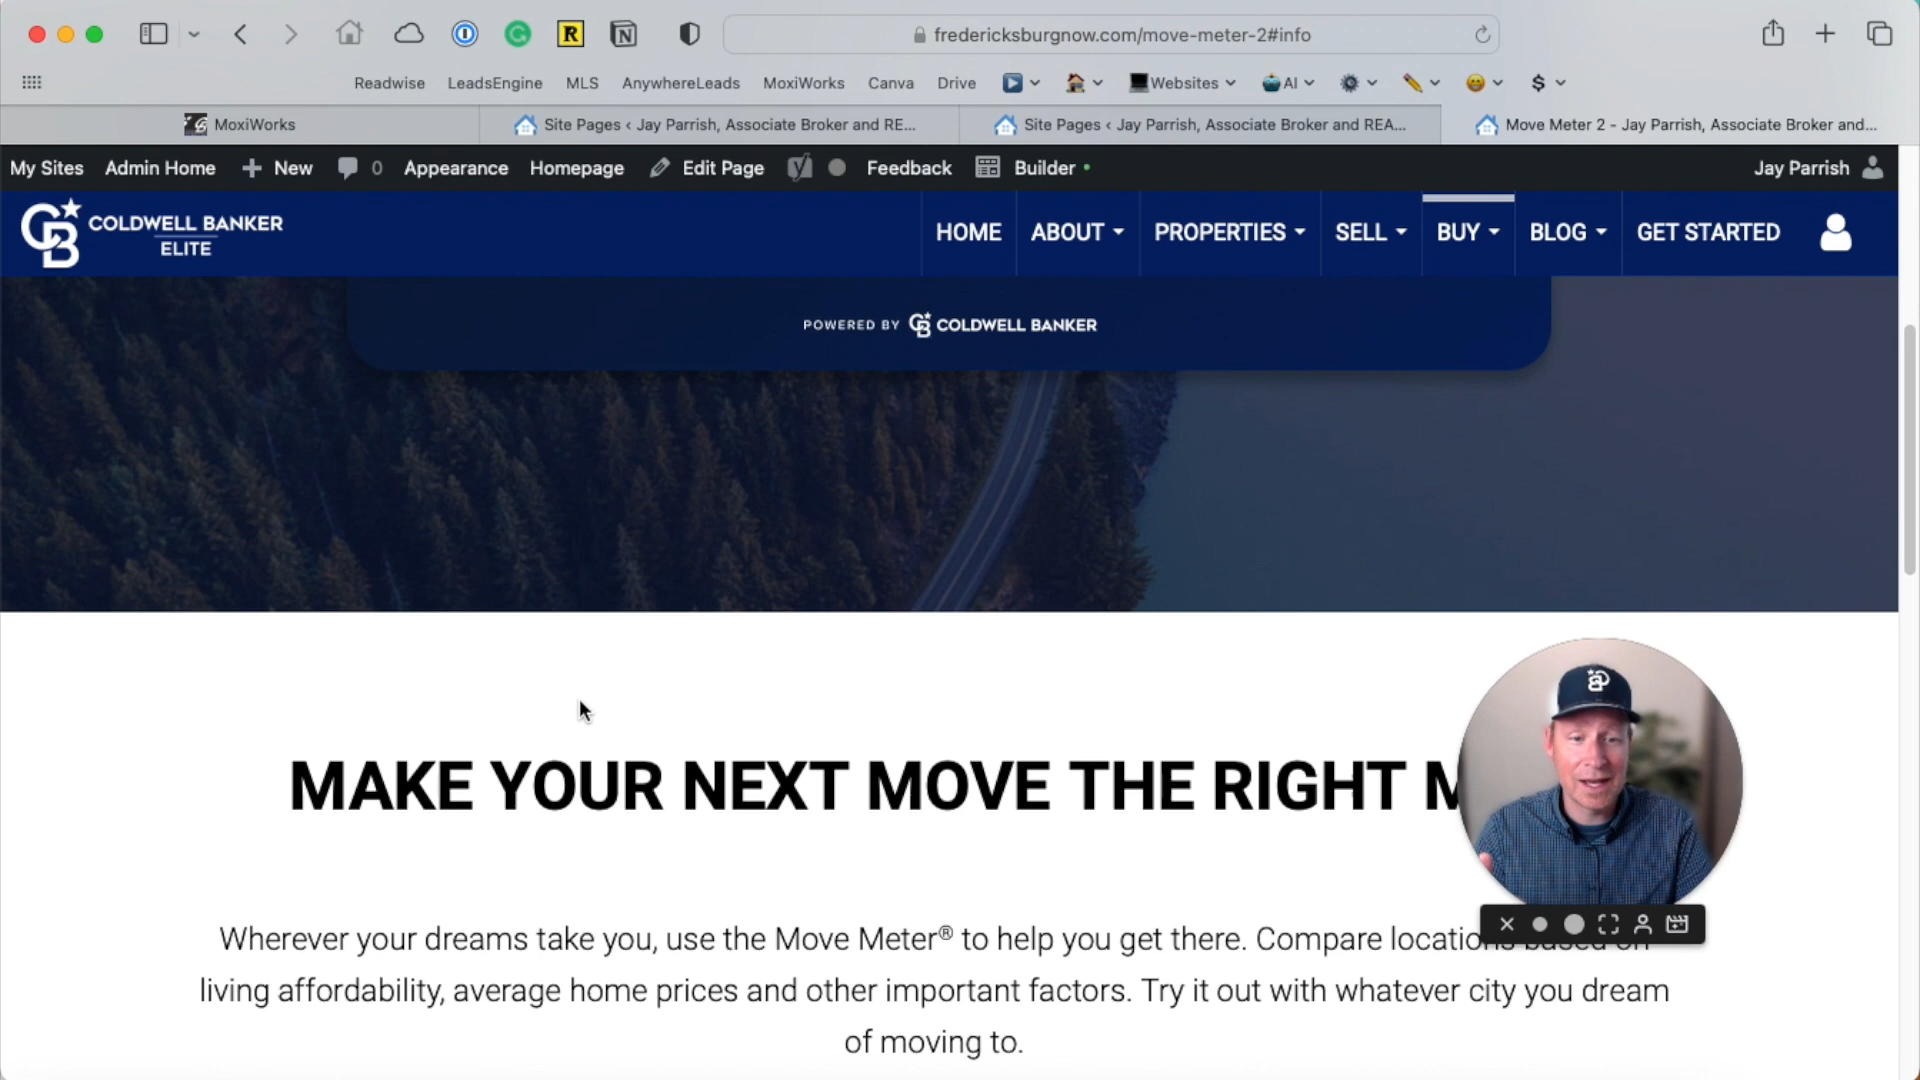 fredericksburgnow.com/move-meter-2#info
Readwise LeadsEngine MLS AnywhereLeads MoxiWorks Canva Drive Websites AI $
MoxiWorks
Site Pages ‹ Jay Parrish, Associate Broker and RE...
Site Pages ‹ Jay Parrish, Associate Broker and REA...
Move Meter 2 - Jay Parrish, Associate Broker and...
My Sites Admin Home + New 0 Appearance Homepage Edit Page Feedback Builder • Jay Parrish
COLDWELL BANKER
ELITE
HOME ABOUT PROPERTIES SELL BUY BLOG GET STARTED
POWERED BY COLDWELL BANKER
MAKE YOUR NEXT MOVE THE RIGHT M
Wherever your dreams take you, use the Move Meter® to help you get there. Compare locations based on
living affordability, average home prices and other important factors. Try it out with whatever city you dream
of moving to.